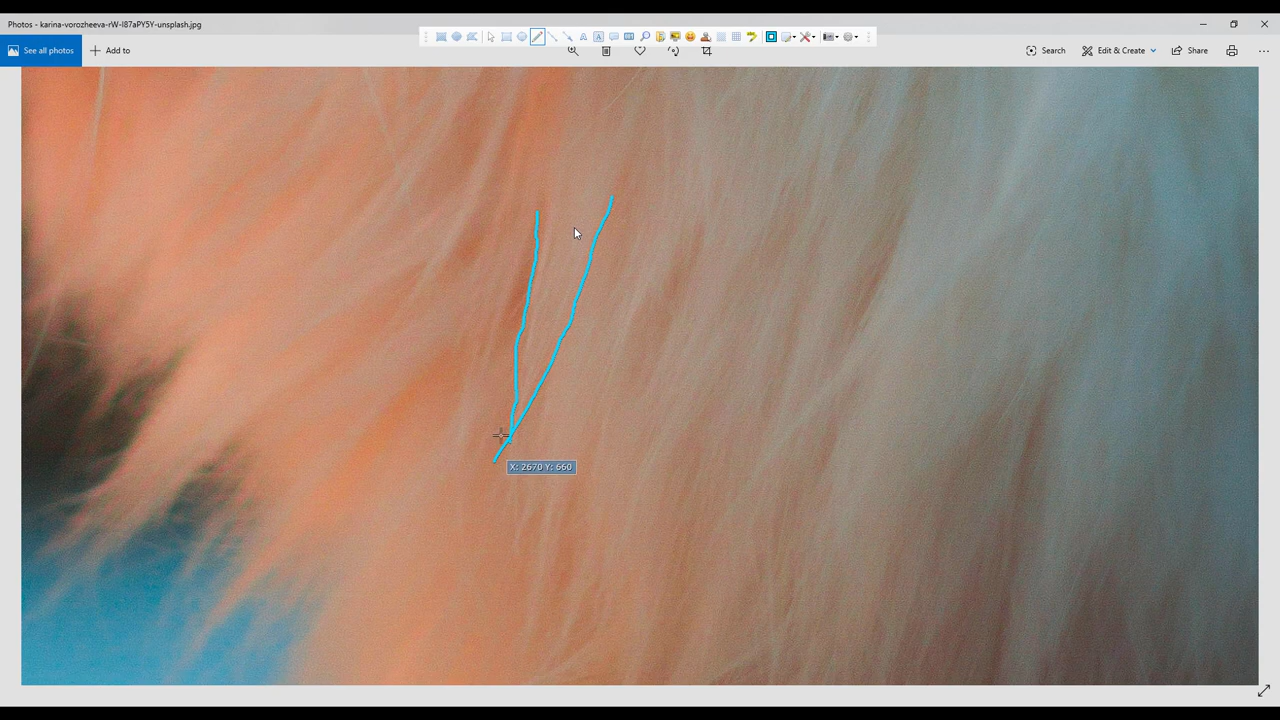 Photos - karina-vorozheeva-rW-I87aPY5Y-unsplash.jpg
See all photos
Add to
Search
Edit & Create
Share
X: 2670 Y: 660